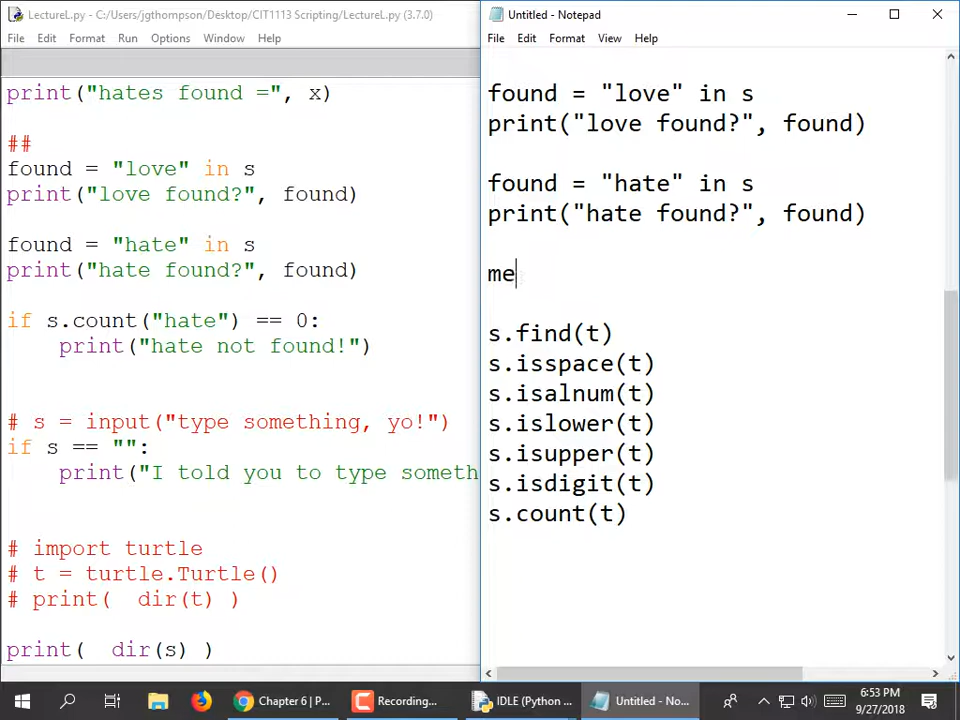 LectureL.py - C:/Users/jgthompson/Desktop/CIT1113 Scripting/LectureL.py (3.7.0)
File Edit Format Run Options Window Help
print("hates found =", x)
##
found = "love" in s
print("love found?", found)
found = "hate" in s
print("hate found?", found)
if s.count("hate") == 0:
    print("hate not found!")
# s = input("type something, yo!")
if s == "":
    print("I told you to type someth
# import turtle
# t = turtle.Turtle()
# print(  dir(t) )
print(  dir(s) )
Untitled - Notepad
File Edit Format View Help
found = "love" in s
print("love found?", found)
found = "hate" in s
print("hate found?", found)
me
s.find(t)
s.isspace(t)
s.isalnum(t)
s.islower(t)
s.isupper(t)
s.isdigit(t)
s.count(t)
Chapter 6 | P...
Recording...
IDLE (Python ...
Untitled - No...
6:53 PM
9/27/2018